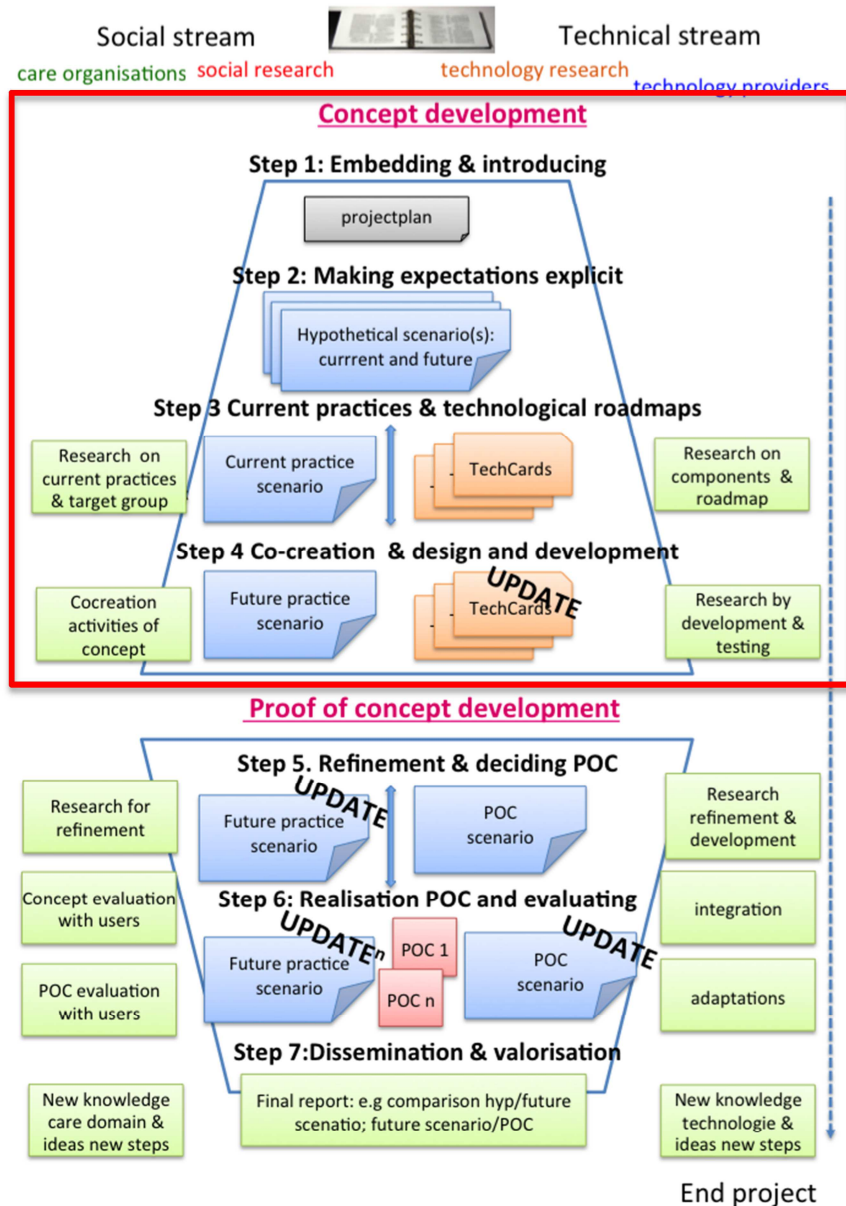 Social stream
Technical stream
care organisations
social research
technology research
technology providers
Concept development
Step 1: Embedding & introducing
projectplan
Step 2: Making expectations explicit
Hypothetical scenario(s):
currrent and future
Step 3 Current practices & technological roadmaps
Research on
current practices
& target group
Current practice
scenario
TechCards
Research on
components &
roadmap
Step 4 Co-creation & design and development
Cocreation
activities of
concept
Future practice
scenario
UPDATE
TechCards
Research by
development &
testing
Proof of concept development
Step 5. Refinement & deciding POC
Research for
refinement
UPDATE
Future practice
scenario
POC
scenario
Research
refinement &
development
Step 6: Realisation POC and evaluating
Concept evaluation
with users
integration
UPDATEⁿ
Future practice
scenario
POC 1
POC n
UPDATE
POC
scenario
POC evaluation
with users
adaptations
Step 7:Dissemination & valorisation
New knowledge
care domain &
ideas new steps
Final report: e.g comparison hyp/future
scenatio; future scenario/POC
New knowledge
technologie &
ideas new steps
End project